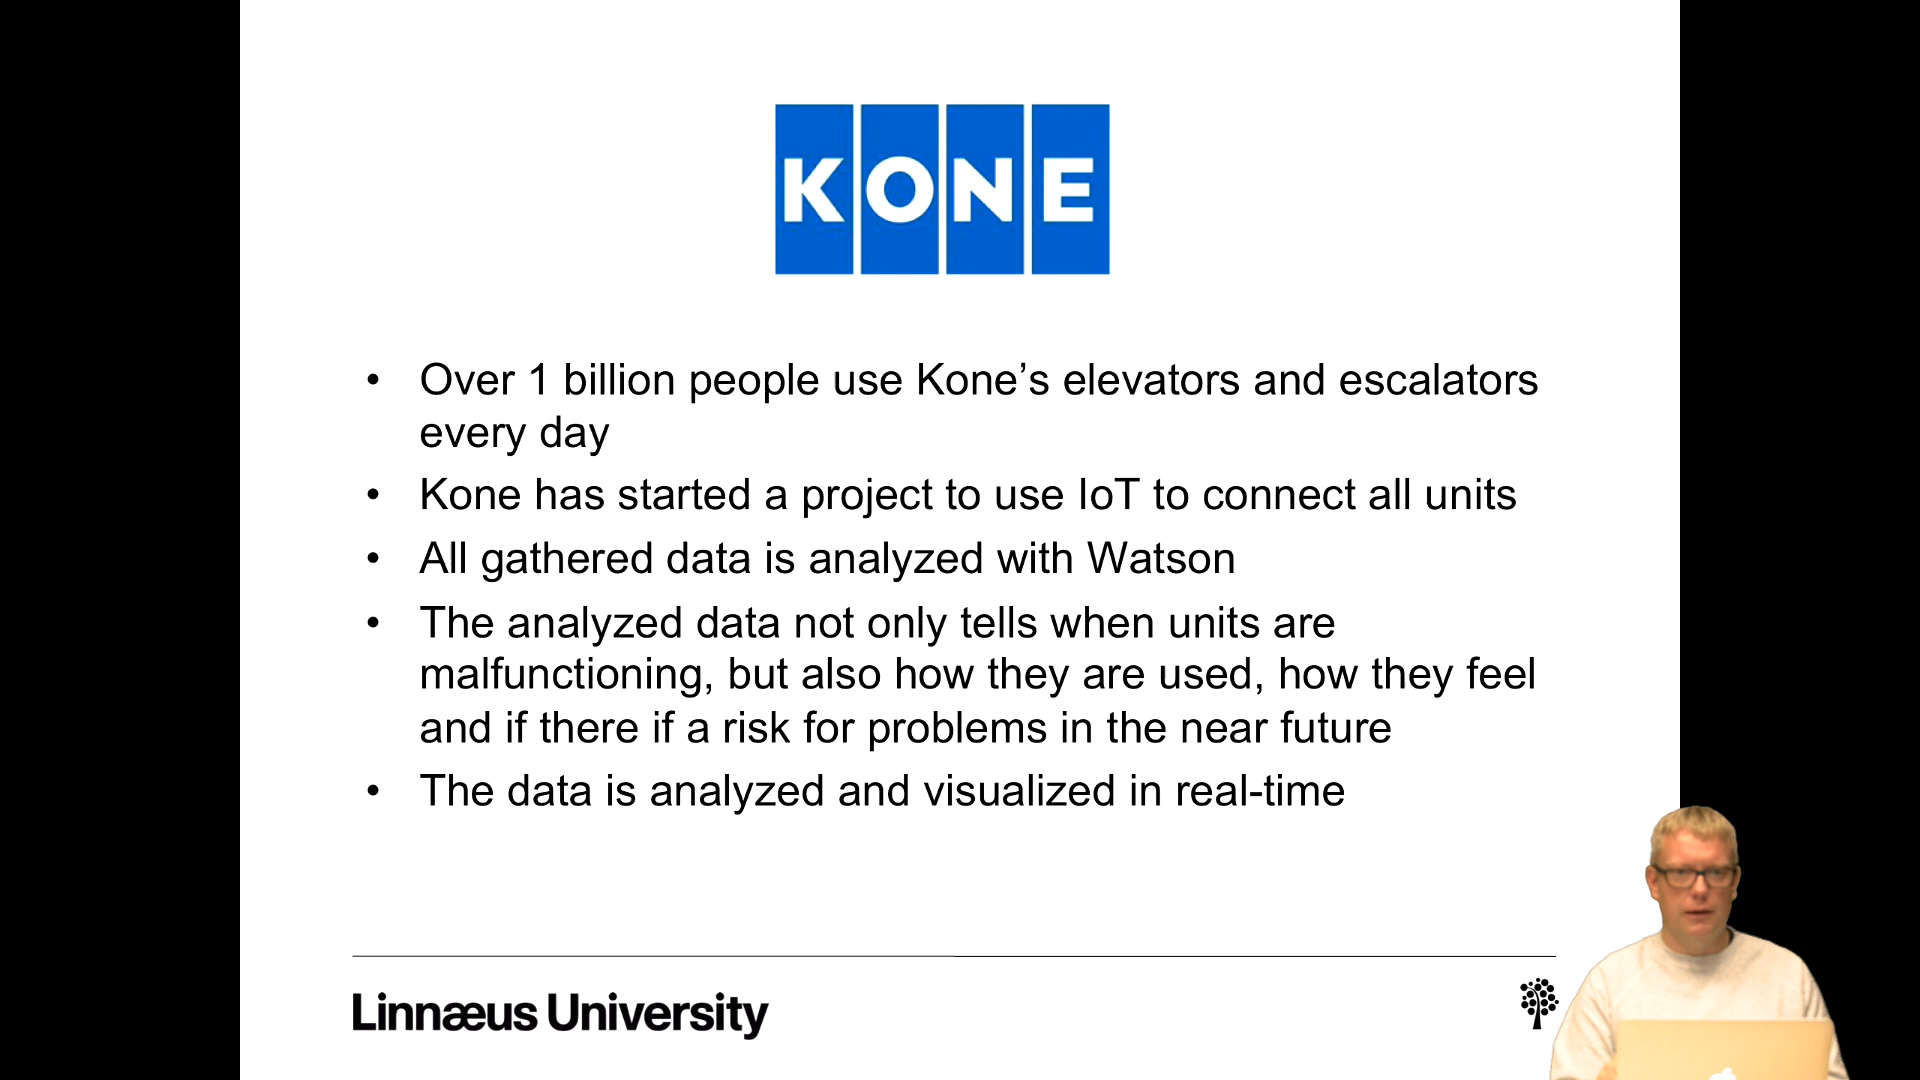 KONE
• Over 1 billion people use Kone’s elevators and escalators
every day
• Kone has started a project to use IoT to connect all units
• All gathered data is analyzed with Watson
• The analyzed data not only tells when units are
malfunctioning, but also how they are used, how they feel
and if there if a risk for problems in the near future
• The data is analyzed and visualized in real-time
Linnæus University